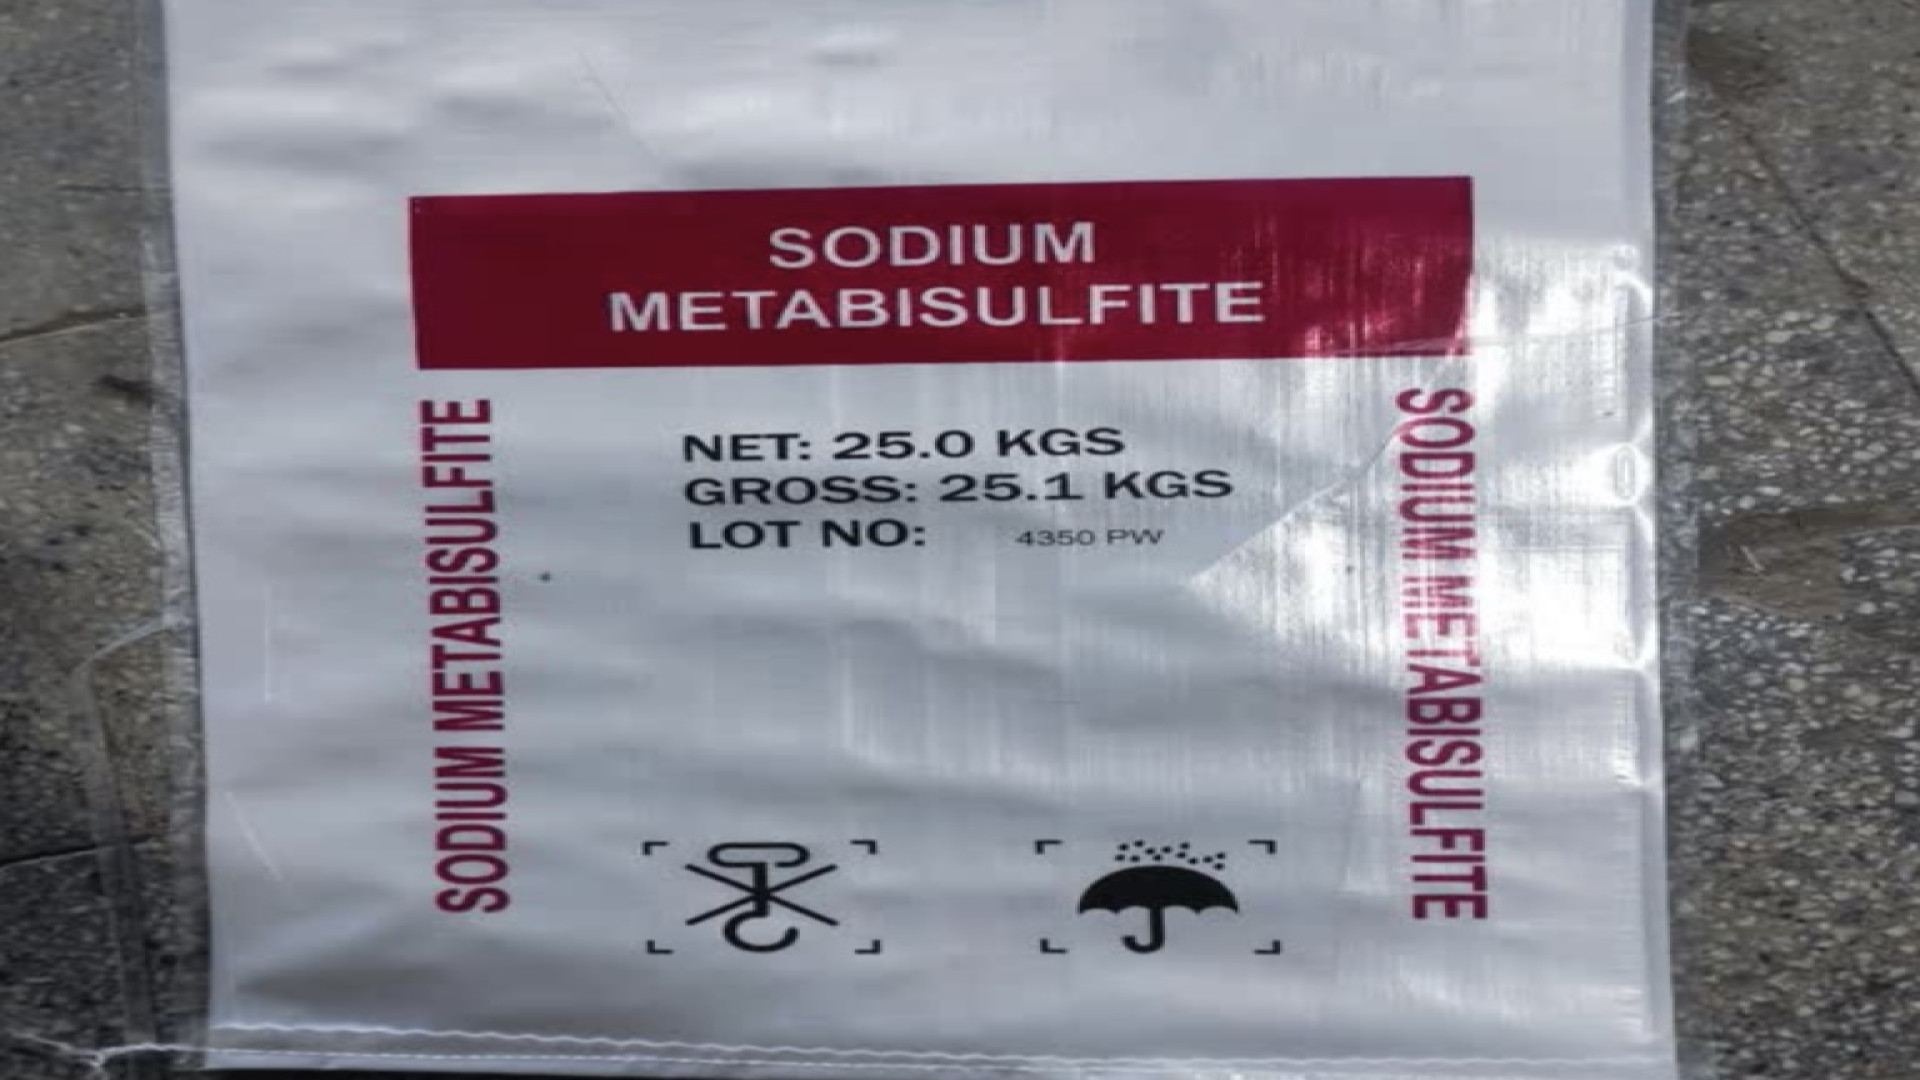 SODIUM
METABISULFITE
NET: 25.0 KGS
GROSS: 25.1 KGS
LOT NO: 4350 PW
SODIUM METABISULFITE
SODIUM METABISULFITE